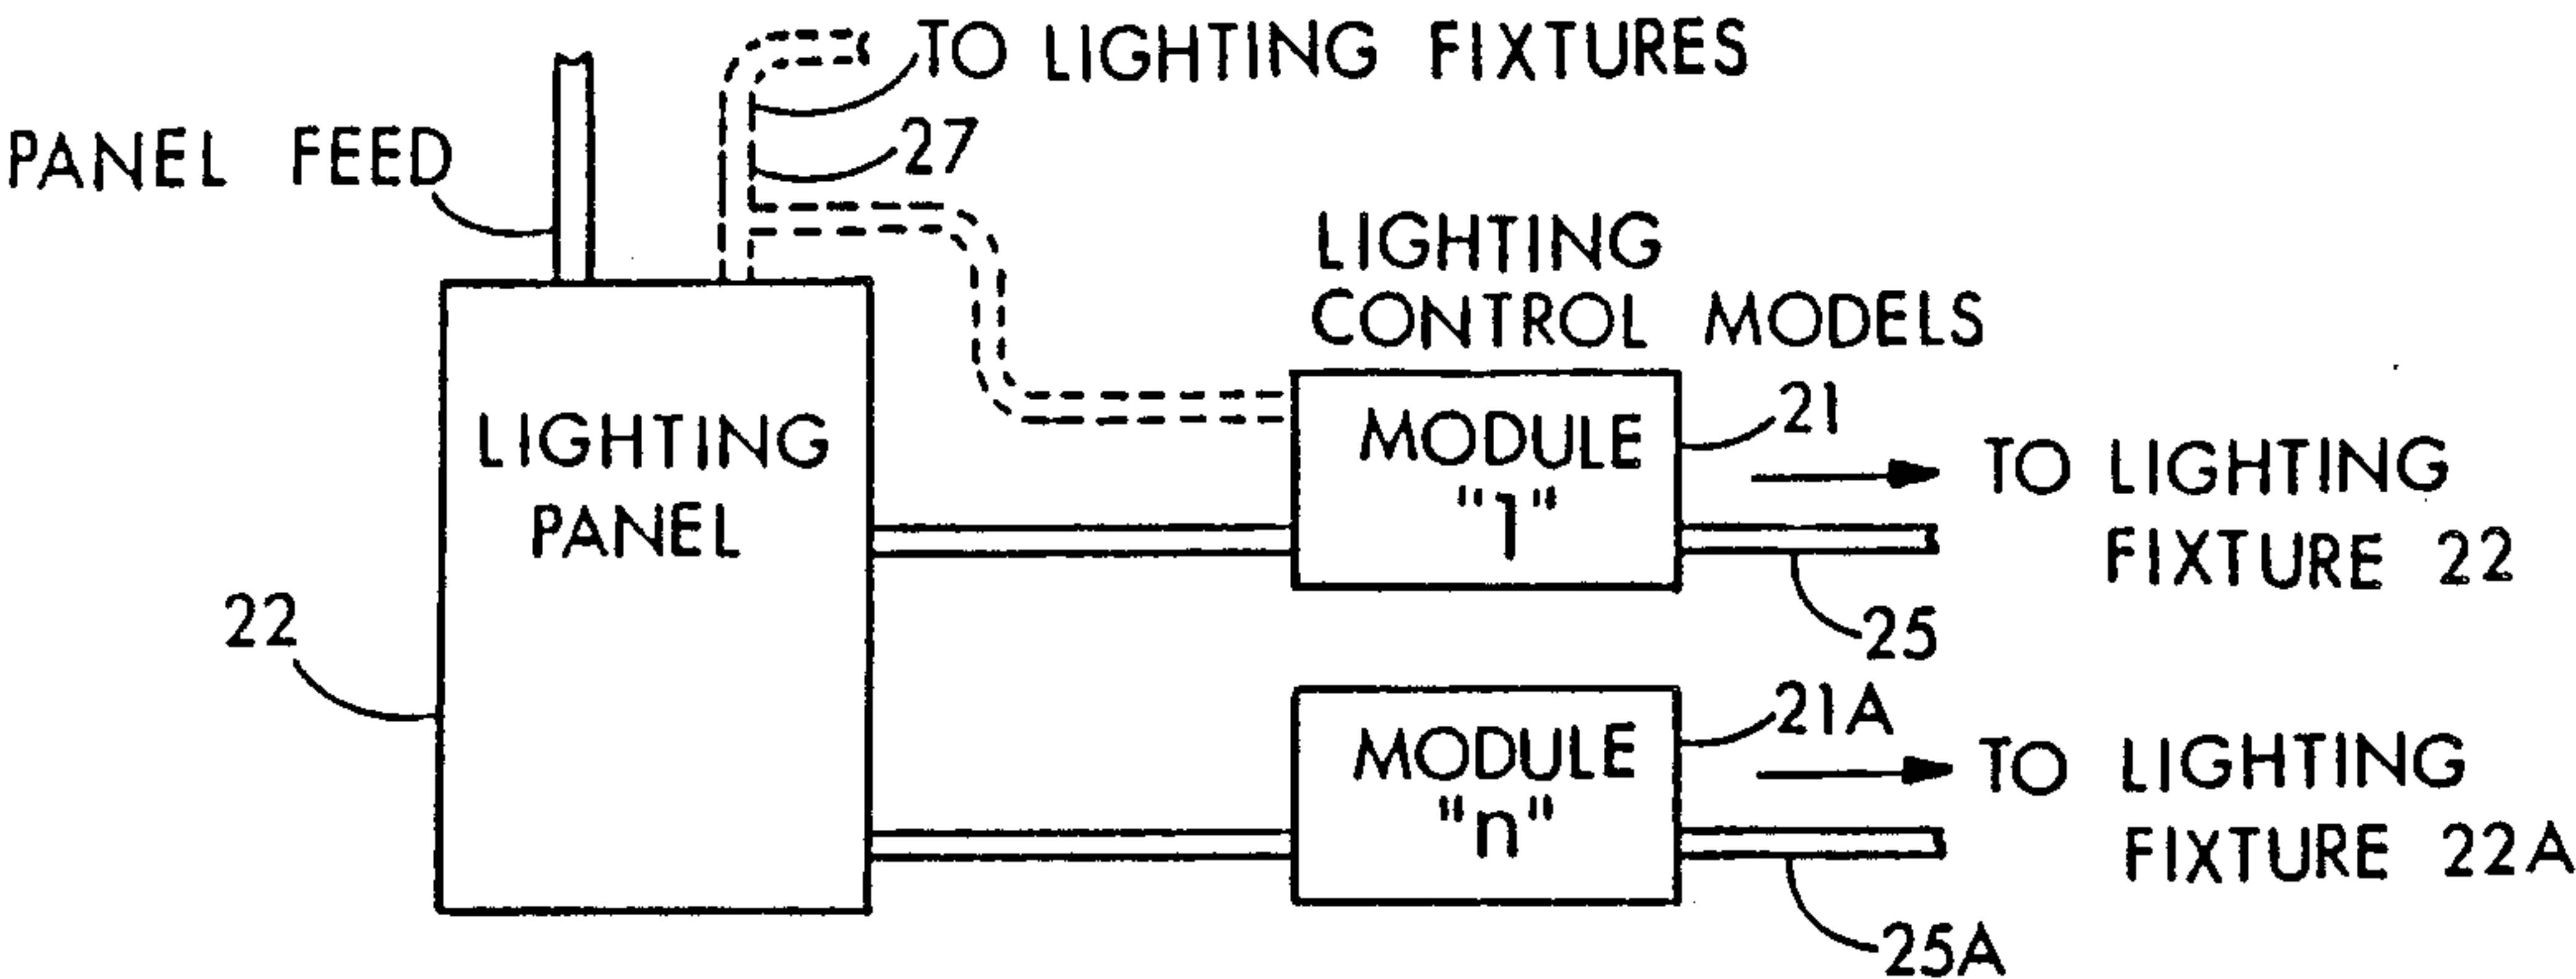 TO LIGHTING FIXTURES
PANEL FEED
27
LIGHTING
CONTROL MODELS
LIGHTING
PANEL
MODULE
"1"
21
TO LIGHTING
FIXTURE 22
22
25
MODULE
"n"
21A
TO LIGHTING
FIXTURE 22A
25A